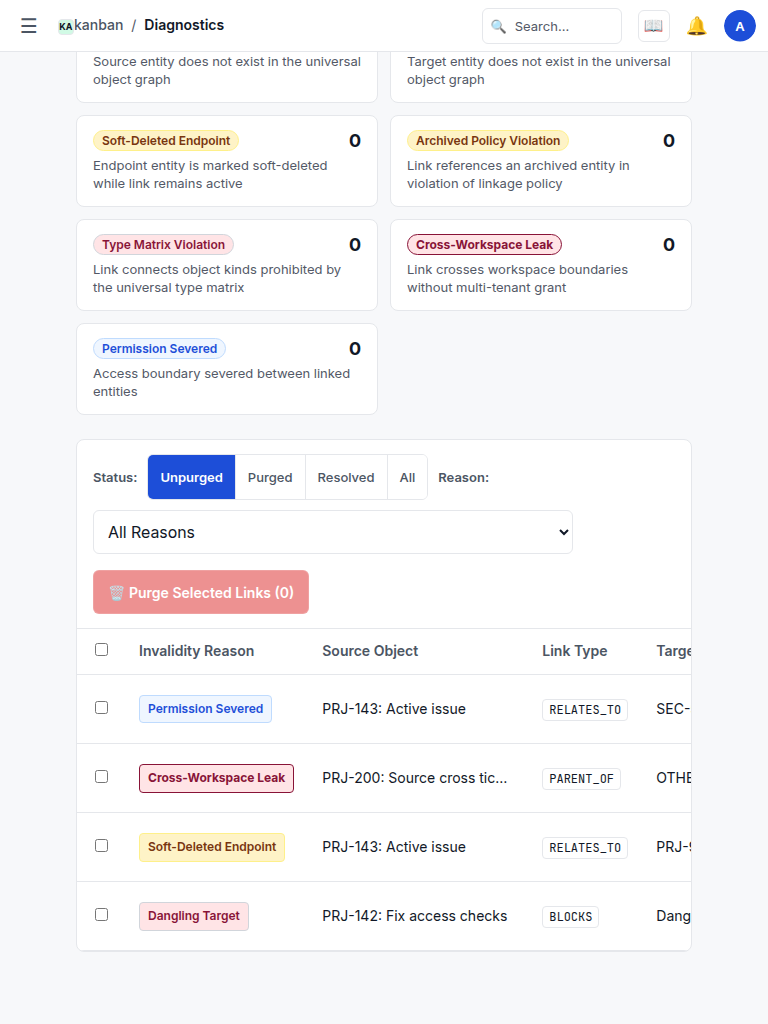 ☰ KA kanban / Diagnostics 🔍 Search... 📖 🔔 A
Source entity does not exist in the universal
object graph
Target entity does not exist in the universal
object graph
Soft-Deleted Endpoint 0
Endpoint entity is marked soft-deleted
while link remains active
Archived Policy Violation 0
Link references an archived entity in
violation of linkage policy
Type Matrix Violation 0
Link connects object kinds prohibited by
the universal type matrix
Cross-Workspace Leak 0
Link crosses workspace boundaries
without multi-tenant grant
Permission Severed 0
Access boundary severed between linked
entities
Status: Unpurged Purged Resolved All Reason:
All Reasons
🗑️ Purge Selected Links (0)
Invalidity Reason Source Object Link Type Targe
Permission Severed PRJ-143: Active issue RELATES_TO SEC-
Cross-Workspace Leak PRJ-200: Source cross tic... PARENT_OF OTHE
Soft-Deleted Endpoint PRJ-143: Active issue RELATES_TO PRJ-9
Dangling Target PRJ-142: Fix access checks BLOCKS Dang